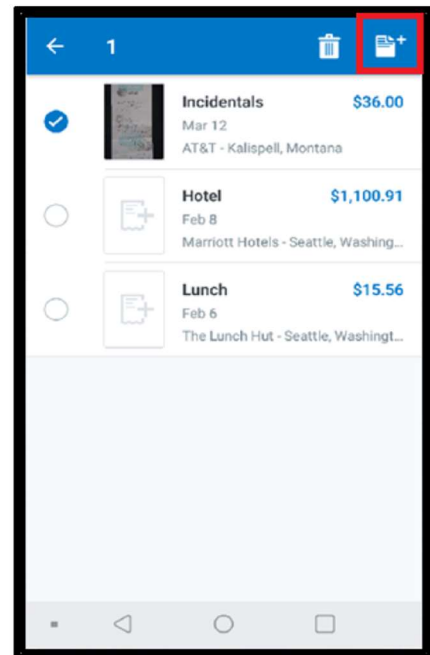 1
Incidentals $36.00
Mar 12
AT&T - Kalispell, Montana
Hotel $1,100.91
Feb 8
Marriott Hotels - Seattle, Washing...
Lunch $15.56
Feb 6
The Lunch Hut - Seattle, Washingt...